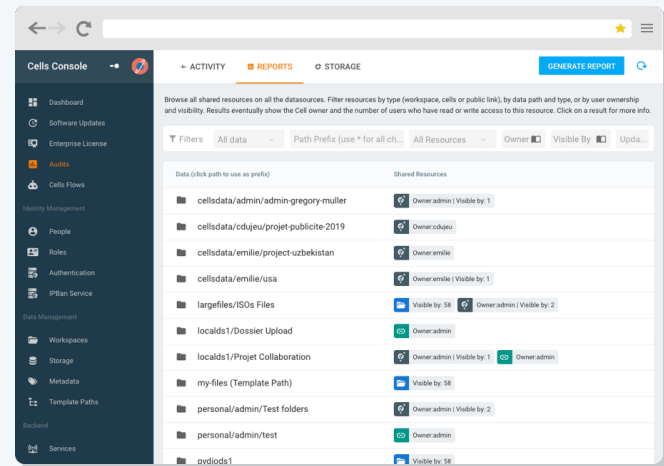 Cells Console
ACTIVITY
REPORTS
STORAGE
GENERATE REPORT
Dashboard
Software Updates
Enterprise License
Audits
Cells Flows
Identity Management
People
Roles
Authentication
IPBan Service
Data Management
Workspaces
Storage
Metadata
Template Paths
Backend
Services
Browse all shared resources on all the datasources. Filter resources by type (workspace, cells or public link), by data path and type, or by user ownership
and visibility. Results eventually show the Cell owner and the number of users who have read or write access to this resource. Click on a result for more info.
Filters All data Path Prefix (use * for all ch... All Resources Owner Visible By Upda...
Data (click path to use as prefix) Shared Resources
cellsdata/admin/admin-gregory-muller Owner:admin | Visible by: 1
cellsdata/cdujeu/projet-publicite-2019 Owner:cdujeu
cellsdata/emilie/project-uzbekistan Owner:emilie
cellsdata/emilie/usa Owner:emilie | Visible by: 1
largefiles/ISOs Files Visible by: 58 Owner:admin | Visible by: 2
localds1/Dossier Upload Owner:admin
localds1/Projet Collaboration Owner:admin | Visible by: 1 Owner:admin
my-files (Template Path) Visible by: 58
personal/admin/Test folders Owner:admin | Visible by: 2
personal/admin/test Owner:admin
pydiods1 Visible by: 58